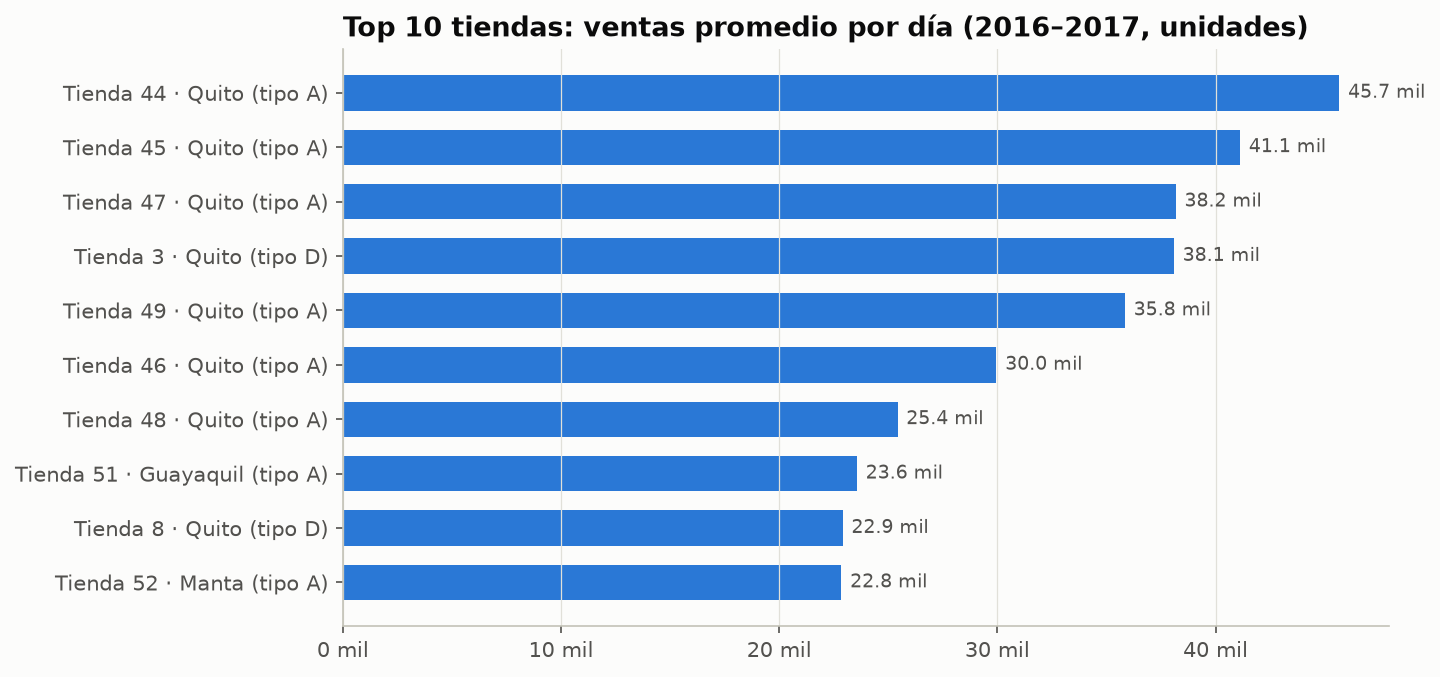 Top 10 tiendas: ventas promedio por día (2016–2017, unidades)
Tienda 44 · Quito (tipo A) 45.7 mil
Tienda 45 · Quito (tipo A) 41.1 mil
Tienda 47 · Quito (tipo A) 38.2 mil
Tienda 3 · Quito (tipo D) 38.1 mil
Tienda 49 · Quito (tipo A) 35.8 mil
Tienda 46 · Quito (tipo A) 30.0 mil
Tienda 48 · Quito (tipo A) 25.4 mil
Tienda 51 · Guayaquil (tipo A) 23.6 mil
Tienda 8 · Quito (tipo D) 22.9 mil
Tienda 52 · Manta (tipo A) 22.8 mil
0 mil 10 mil 20 mil 30 mil 40 mil